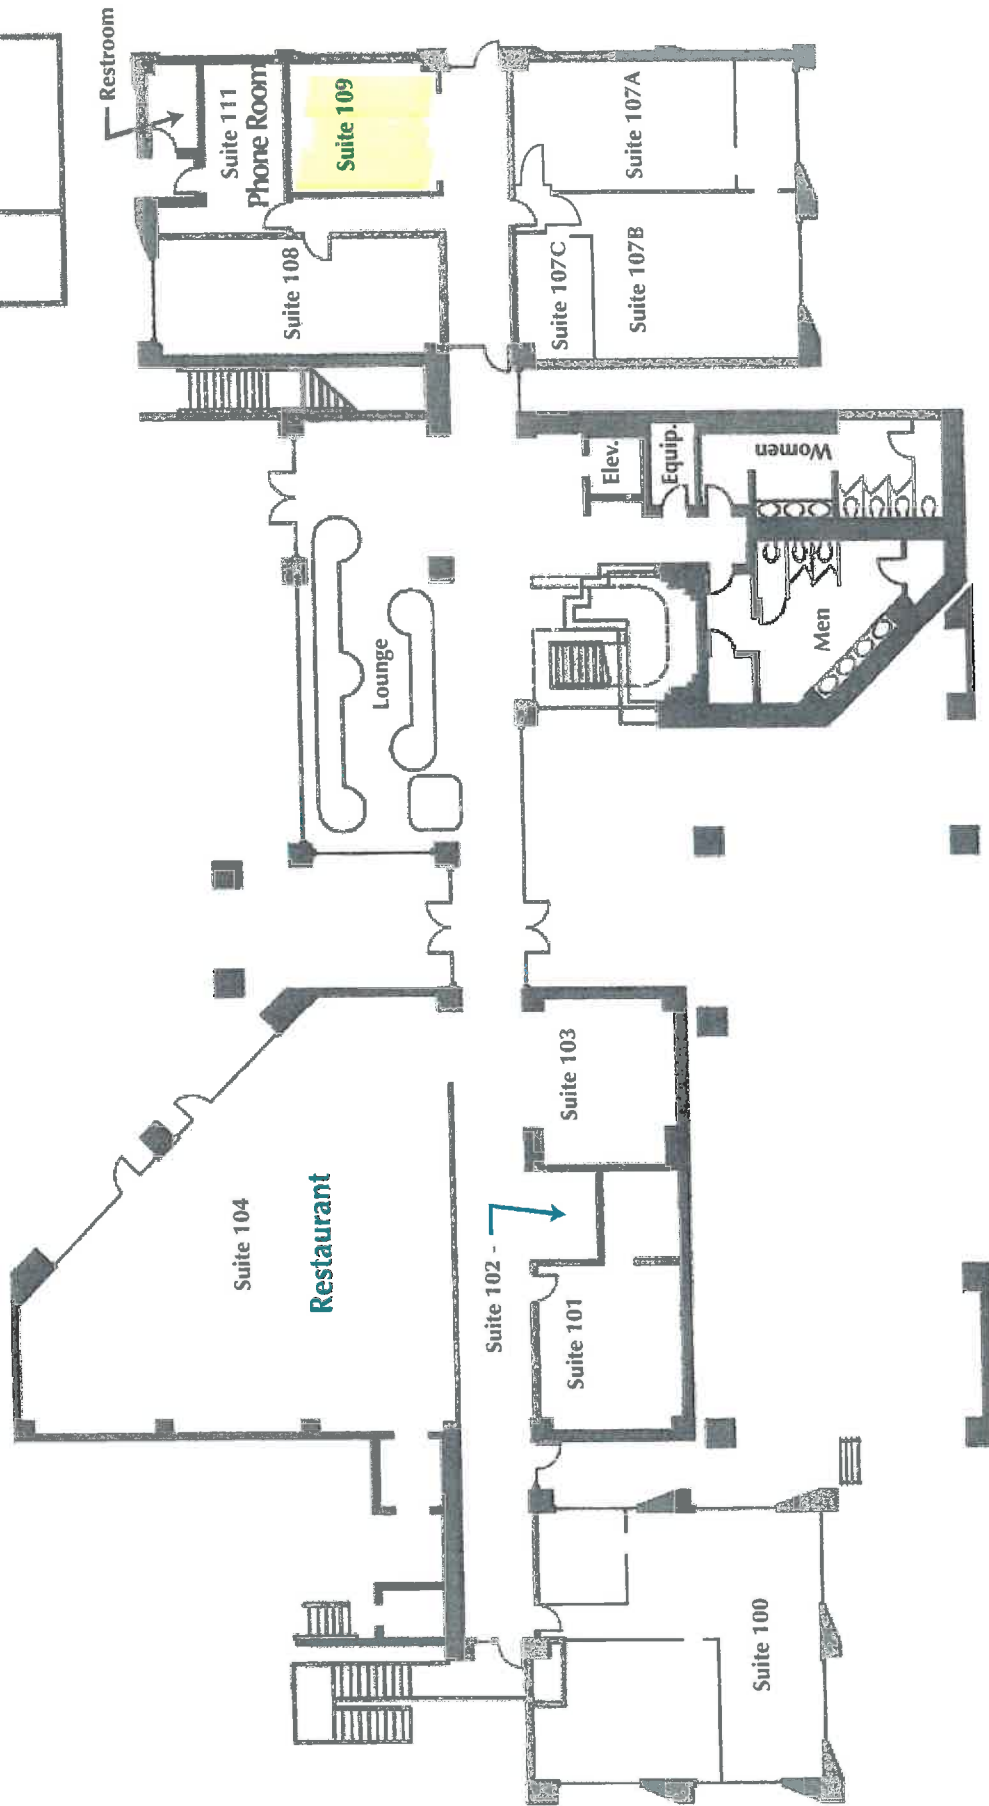 Restroom
Suite 111
Phone Room
Suite 109
Suite 108
Suite 107A
Suite 107B
Suite 107C
Elev.
Equip.
Women
Men
Lounge
Suite 104
Restaurant
Suite 103
Suite 102 -
Suite 101
Suite 100